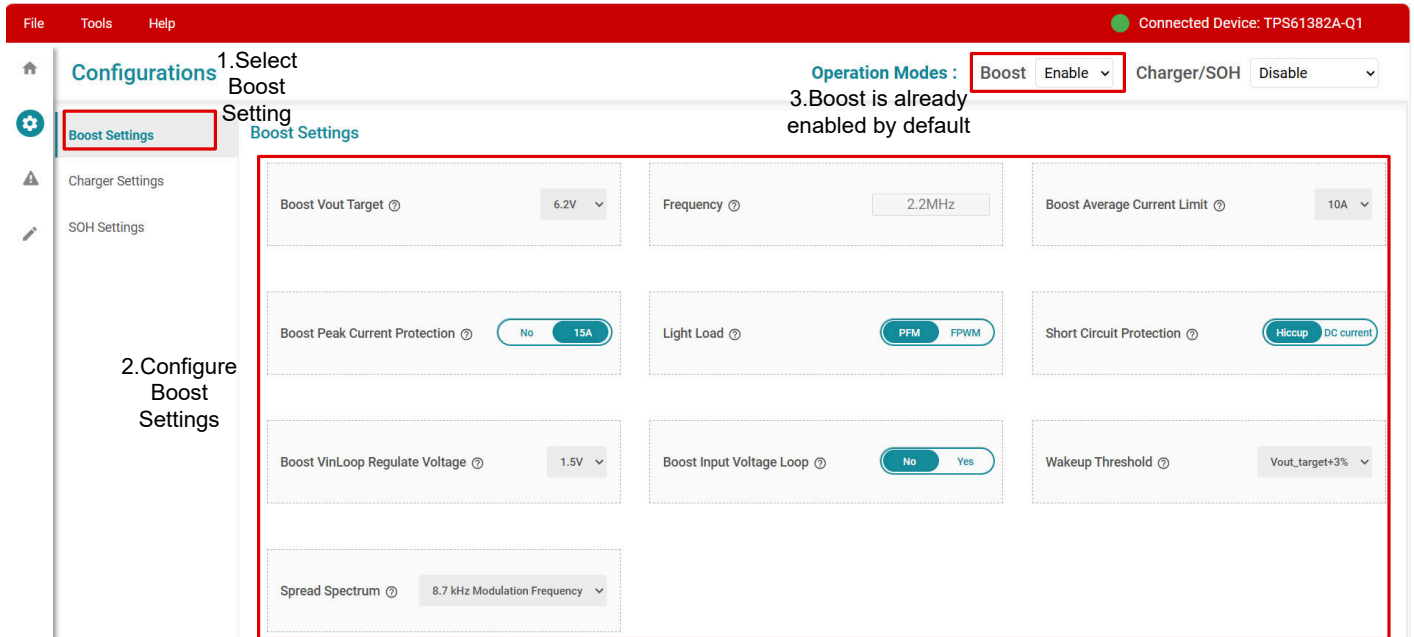 File Tools Help Connected Device: TPS61382A-Q1
Configurations
1.Select
Boost
Setting
Operation Modes : Boost Enable Charger/SOH Disable
3.Boost is already
enabled by default
Boost Settings
Charger Settings
SOH Settings
Boost Settings
Boost Vout Target 6.2V
Frequency 2.2MHz
Boost Average Current Limit 10A
Boost Peak Current Protection No 15A
Light Load PFM FPWM
Short Circuit Protection Hiccup DC current
2.Configure
Boost
Settings
Boost VinLoop Regulate Voltage 1.5V
Boost Input Voltage Loop No Yes
Wakeup Threshold Vout_target+3%
Spread Spectrum 8.7 kHz Modulation Frequency